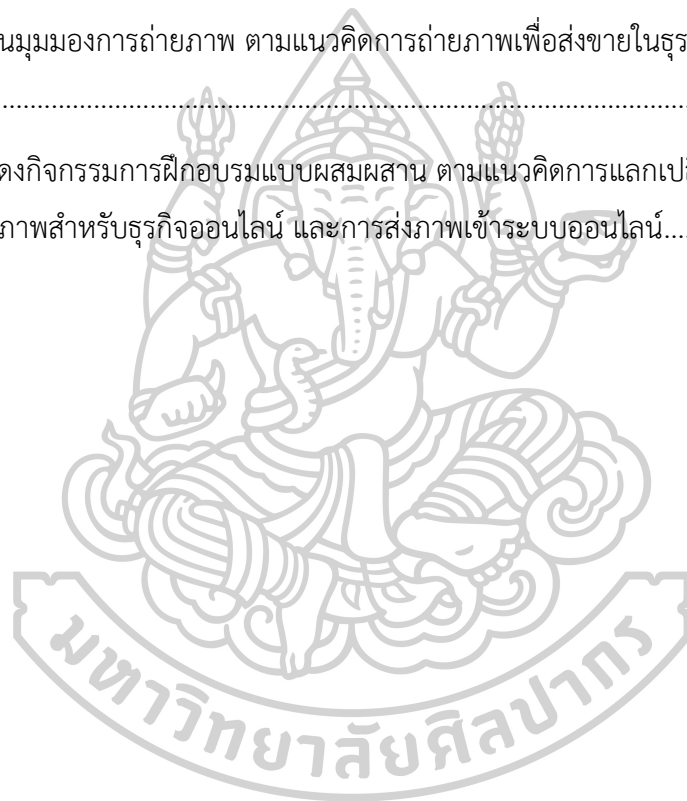 นมุมมองการถ่ายภาพ ตามแนวคิดการถ่ายภาพเพื่อส่งขายในธุร
................................................................................................
ดงกิจกรรมการฝึกอบรมแบบผสมผสาน ตามแนวคิดการแลกเปลี่
ภาพสำหรับธุรกิจออนไลน์ และการส่งภาพเข้าระบบออนไลน์....
มหาวิทยาลัยศิลปากร